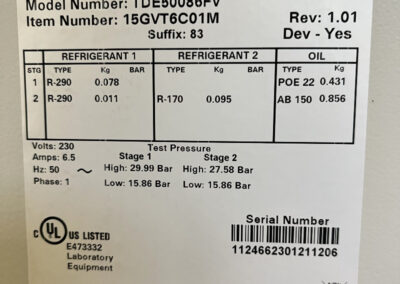 Model Number: TDE50086FV
Item Number: 15GVT6C01M Rev: 1.01
Suffix: 83 Dev - Yes
REFRIGERANT 1 REFRIGERANT 2 OIL
STG TYPE Kg BAR TYPE Kg BAR TYPE Kg
1 R-290 0.078 POE 22 0.431
2 R-290 0.011 R-170 0.095 AB 150 0.856
Volts: 230 Test Pressure
Amps: 6.5 Stage 1 Stage 2
Hz: 50 ~ High: 29.99 Bar High: 27.58 Bar
Phase: 1 Low: 15.86 Bar Low: 15.86 Bar
C UL US LISTED
E473332
Laboratory
Equipment
Serial Number
1124662301211206